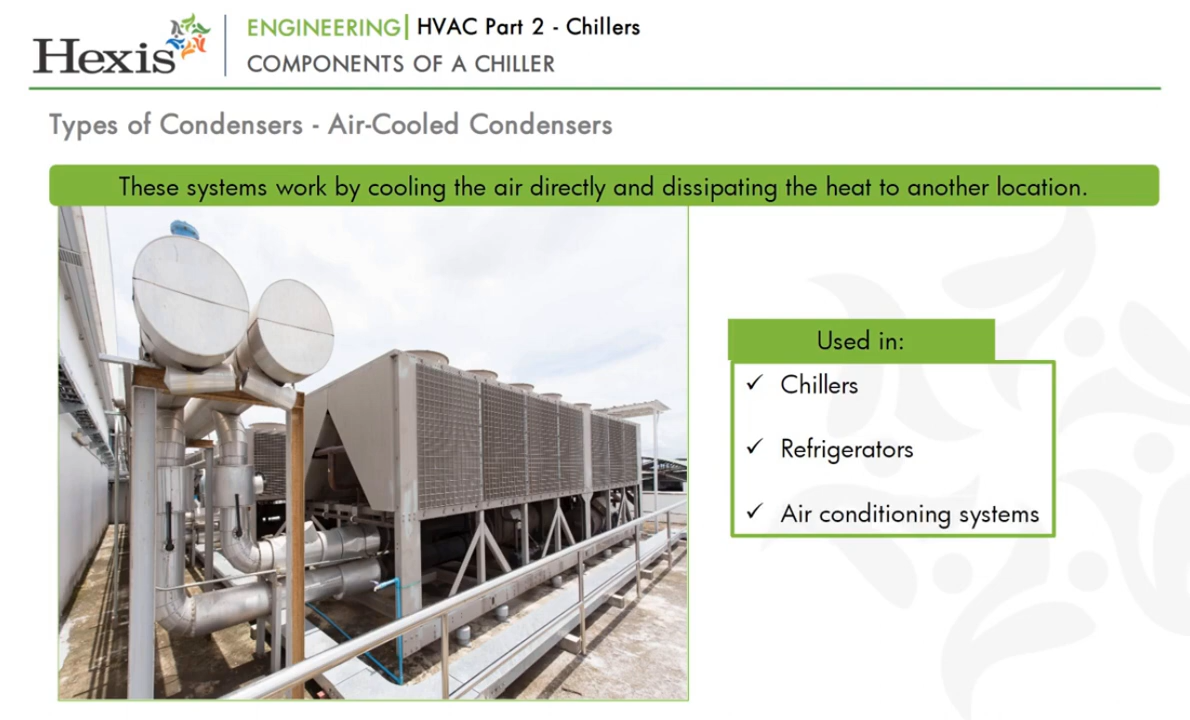 Hexis
ENGINEERING| HVAC Part 2 - Chillers
COMPONENTS OF A CHILLER
Types of Condensers - Air-Cooled Condensers
These systems work by cooling the air directly and dissipating the heat to another location.
Used in:
✓ Chillers
✓ Refrigerators
✓ Air conditioning systems